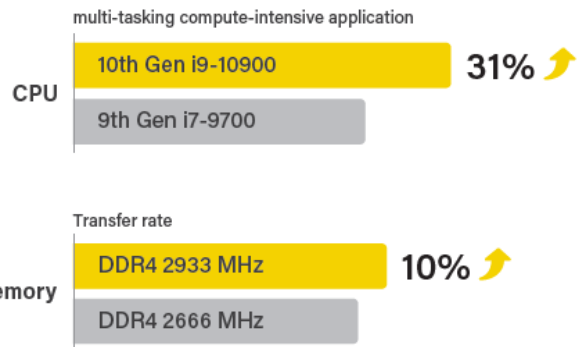 multi-tasking compute-intensive application
CPU
10th Gen i9-10900
31%
9th Gen i7-9700
Transfer rate
emory
DDR4 2933 MHz
10%
DDR4 2666 MHz